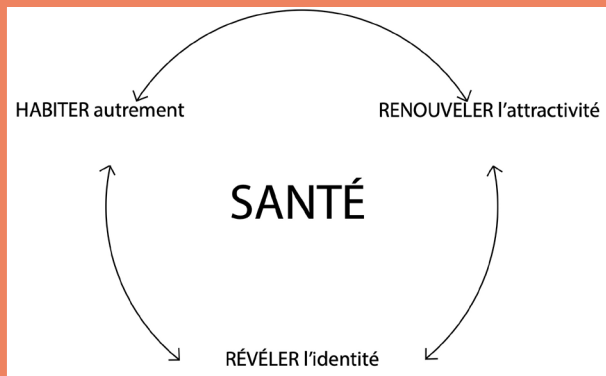 HABITER autrement
RENOUVELER l'attractivité
SANTÉ
RÉVÉLER l'identité